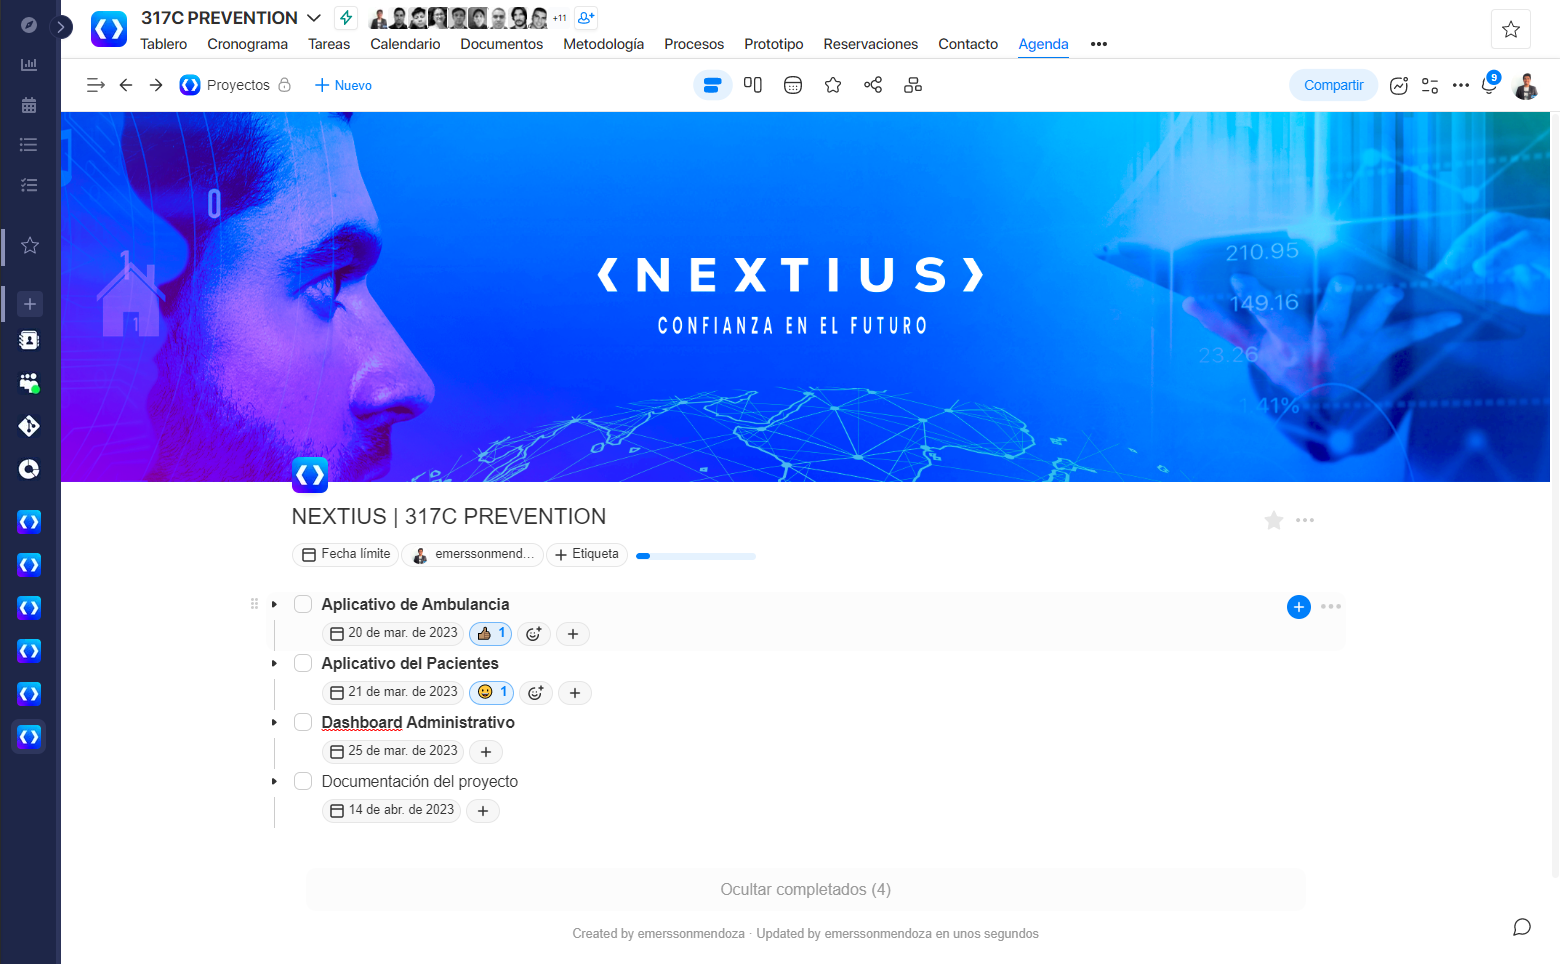 317C PREVENTION
+11
Tablero Cronograma Tareas Calendario Documentos Metodología Procesos Prototipo Reservaciones Contacto Agenda
Proyectos
Nuevo
Compartir
9
210.95
149.16
23.26
1.41%
NEXTIUS
CONFIANZA EN EL FUTURO
NEXTIUS | 317C PREVENTION
Fecha límite emerssonmend... Etiqueta
Aplicativo de Ambulancia
20 de mar. de 2023 1
Aplicativo del Pacientes
21 de mar. de 2023 1
Dashboard Administrativo
25 de mar. de 2023
Documentación del proyecto
14 de abr. de 2023
Ocultar completados (4)
Created by emerssonmendoza · Updated by emerssonmendoza en unos segundos